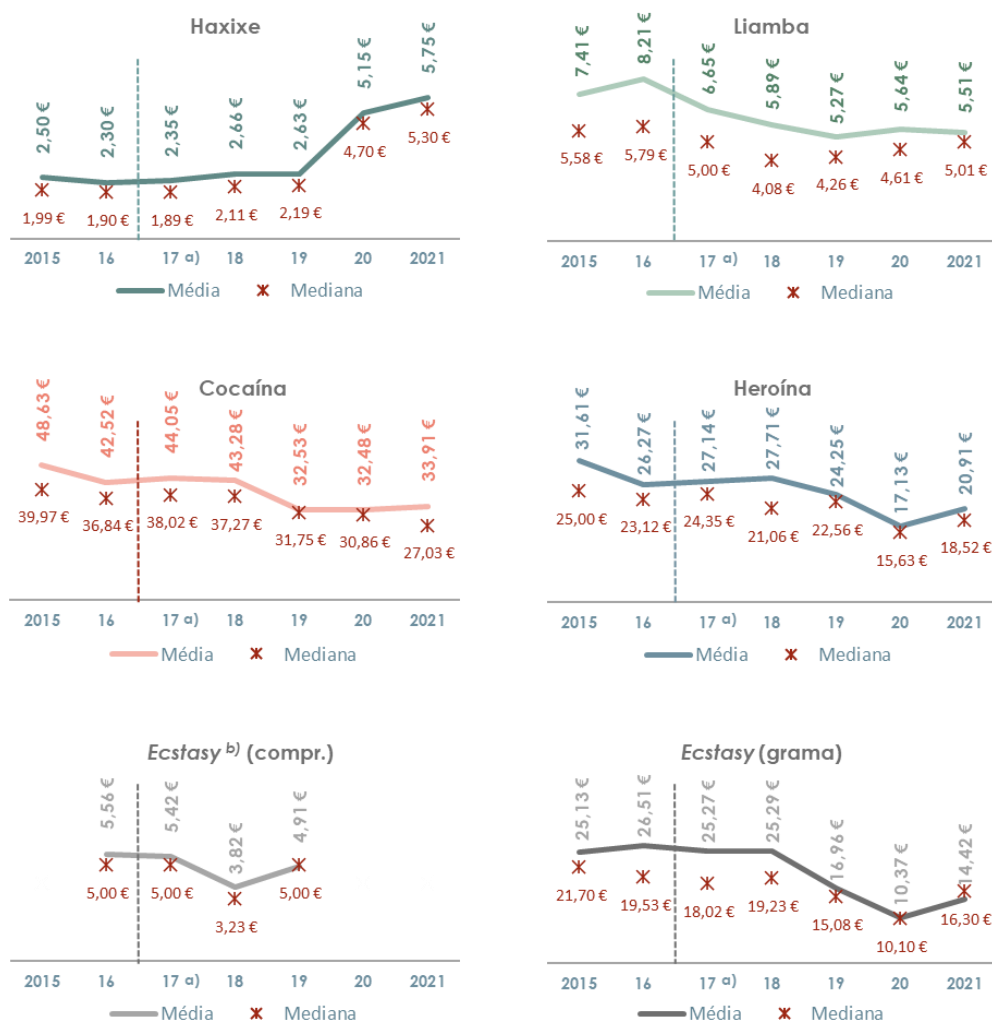 Haxixe
2,50 € 2,30 € 2,35 € 2,66 € 2,63 € 5,15 € 5,75 €
1,99 € 1,90 € 1,89 € 2,11 € 2,19 € 4,70 € 5,30 €
2015 16 17 a) 18 19 20 2021
Média Mediana
Liamba
7,41 € 8,21 € 6,65 € 5,89 € 5,27 € 5,64 € 5,51 €
5,58 € 5,79 € 5,00 € 4,08 € 4,26 € 4,61 € 5,01 €
2015 16 17 a) 18 19 20 2021
Média Mediana
Cocaína
48,63 € 42,52 € 44,05 € 43,28 € 32,53 € 32,48 € 33,91 €
39,97 € 36,84 € 38,02 € 37,27 € 31,75 € 30,86 € 27,03 €
2015 16 17 a) 18 19 20 2021
Média Mediana
Heroína
31,61 € 26,27 € 27,14 € 27,71 € 24,25 € 17,13 € 20,91 €
25,00 € 23,12 € 24,35 € 21,06 € 22,56 € 15,63 € 18,52 €
2015 16 17 a) 18 19 20 2021
Média Mediana
Ecstasy b) (compr.)
5,56 € 5,42 € 3,82 € 4,91 €
5,00 € 5,00 € 3,23 € 5,00 €
2015 16 17 a) 18 19 20 2021
Média Mediana
Ecstasy (grama)
25,13 € 26,51 € 25,27 € 25,29 € 16,96 € 10,37 € 14,42 €
21,70 € 19,53 € 18,02 € 19,23 € 15,08 € 10,10 € 16,30 €
2015 16 17 a) 18 19 20 2021
Média Mediana